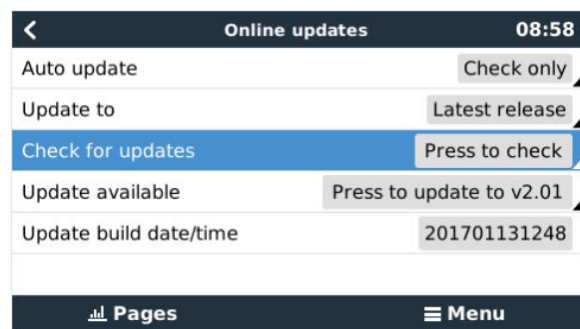 Online updates 08:58
Auto update Check only
Update to Latest release
Check for updates Press to check
Update available Press to update to v2.01
Update build date/time 201701131248
Pages Menu